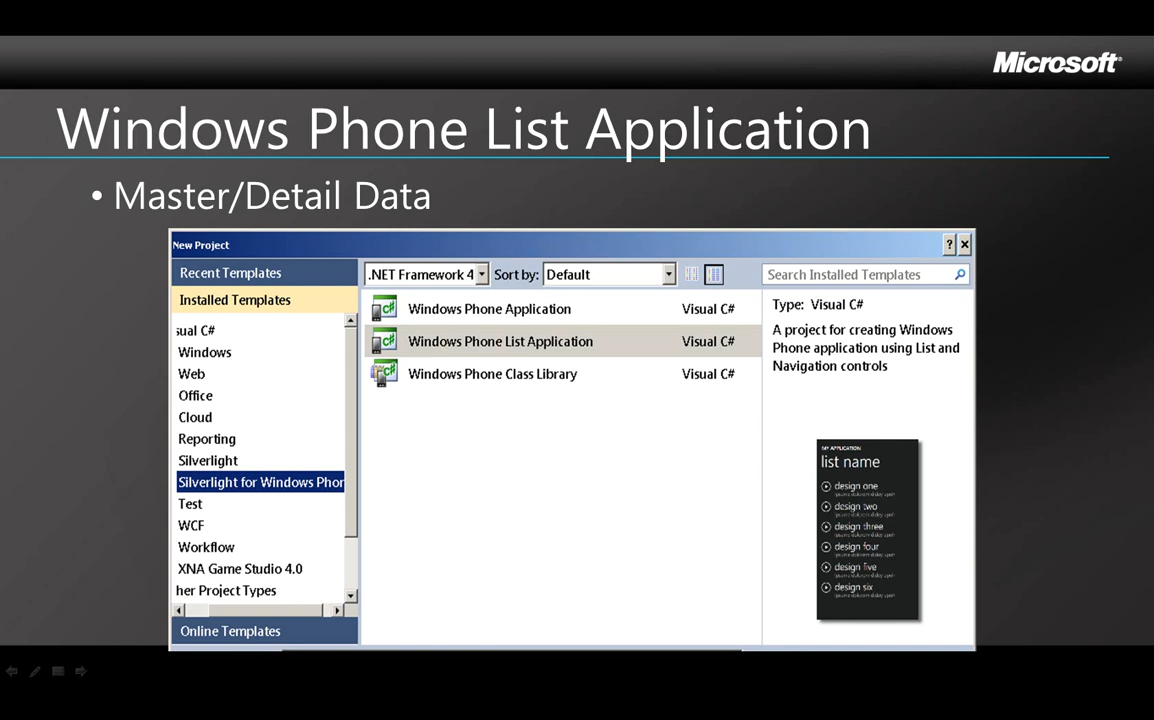 Microsoft
Windows Phone List Application
• Master/Detail Data
New Project
Recent Templates
.NET Framework 4
Sort by:
Default
Search Installed Templates
Installed Templates
sual C#
Windows
Web
Office
Cloud
Reporting
Silverlight
Silverlight for Windows Phor
Test
WCF
Workflow
XNA Game Studio 4.0
her Project Types
Online Templates
Windows Phone Application Visual C#
Windows Phone List Application Visual C#
Windows Phone Class Library Visual C#
Type: Visual C#
A project for creating Windows
Phone application using List and
Navigation controls
MY APPLICATION
list name
design one
design two
design three
design four
design five
design six